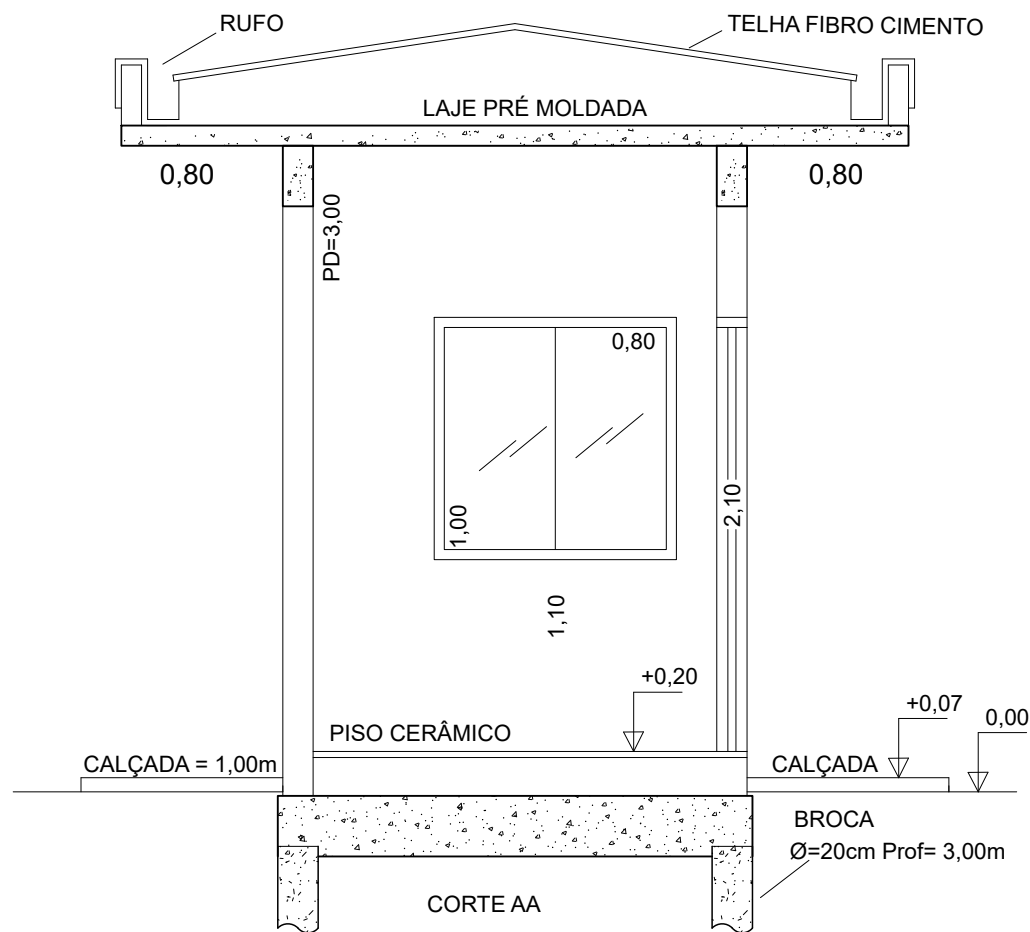 RUFO
TELHA FIBRO CIMENTO
LAJE PRÉ MOLDADA
0,80
0,80
PD=3,00
0,80
1,00
2,10
1,10
+0,20
+0,07
0,00
PISO CERÂMICO
CALÇADA = 1,00m
CALÇADA
BROCA
Ø=20cm Prof= 3,00m
CORTE AA